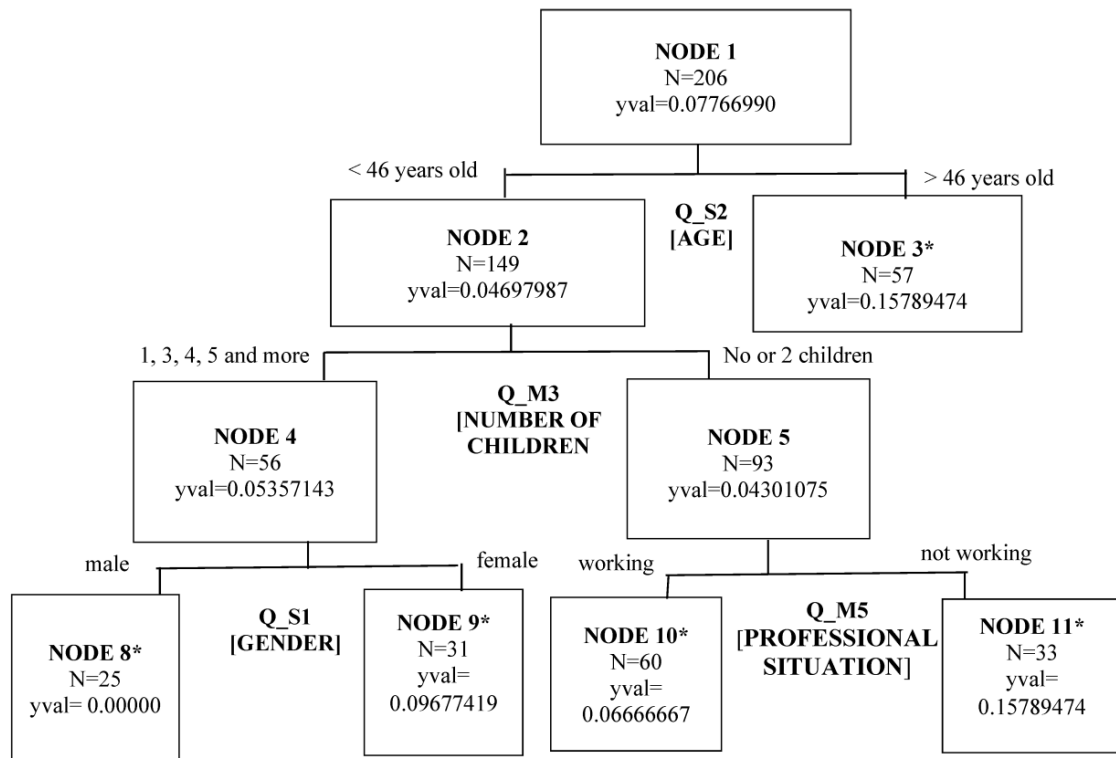 NODE 1
N=206
yval=0.07766990
< 46 years old
> 46 years old
Q_S2
[AGE]
NODE 2
N=149
yval=0.04697987
NODE 3*
N=57
yval=0.15789474
1, 3, 4, 5 and more
No or 2 children
Q_M3
[NUMBER OF
CHILDREN
NODE 4
N=56
yval=0.05357143
NODE 5
N=93
yval=0.04301075
male
female
working
not working
Q_S1
[GENDER]
Q_M5
[PROFESSIONAL
SITUATION]
NODE 8*
N=25
yval= 0.00000
NODE 9*
N=31
yval=
0.09677419
NODE 10*
N=60
yval=
0.06666667
NODE 11*
N=33
yval=
0.15789474